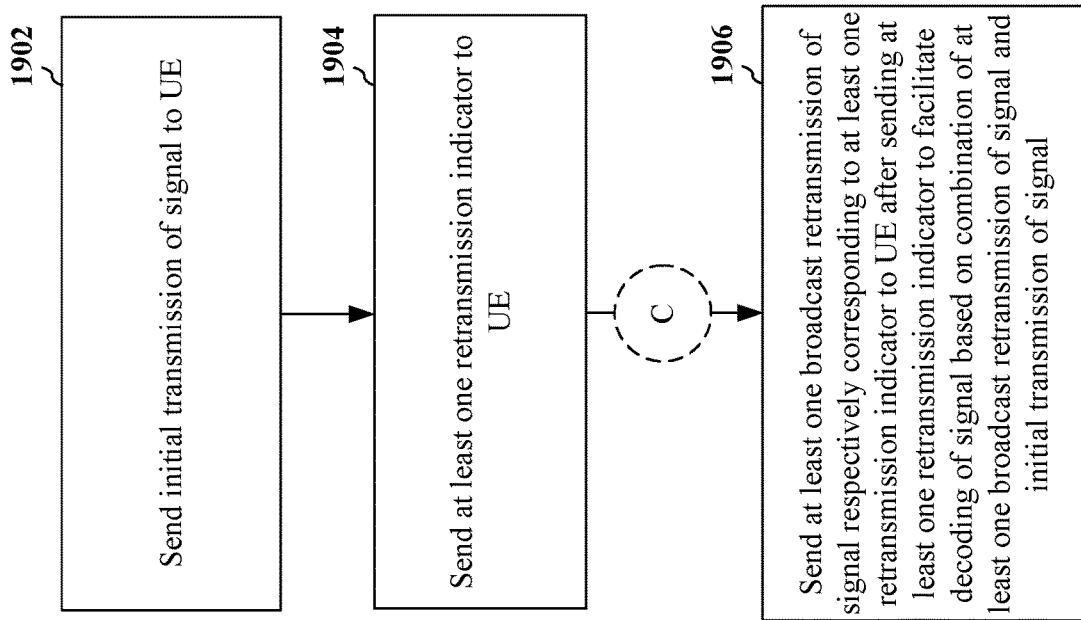 1902
Send initial transmission of signal to UE
1904
Send at least one retransmission indicator to
UE
C
1906
Send at least one broadcast retransmission of
signal respectively corresponding to at least one
retransmission indicator to UE after sending at
least one retransmission indicator to facilitate
decoding of signal based on combination of at
least one broadcast retransmission of signal and
initial transmission of signal